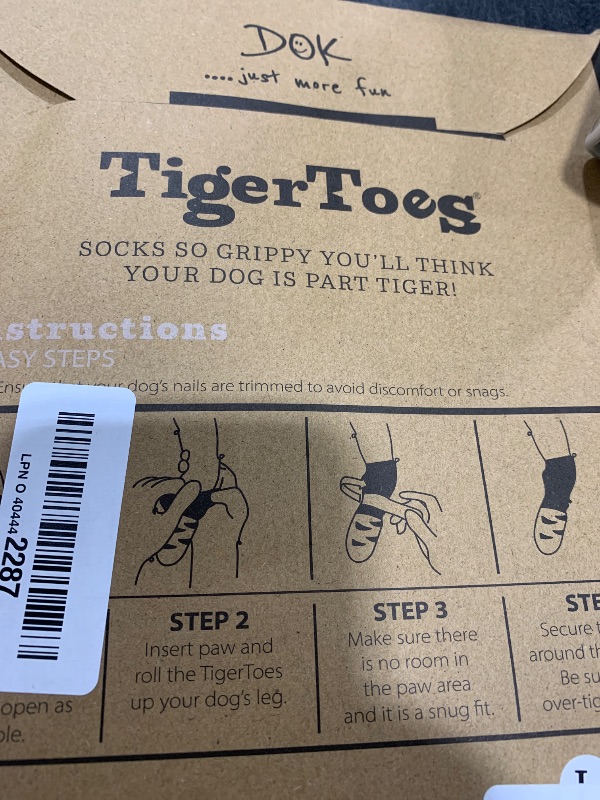 DOK
....just more fun
TigerToes®
SOCKS SO GRIPPY YOU'LL THINK
YOUR DOG IS PART TIGER!
structions
ASY STEPS
dog's nails are trimmed to avoid discomfort or snags.
LPN O 40444 2287
open as
STEP 2
Insert paw and
roll the TigerToes
up your dog's leg.
STEP 3
Make sure there
is no room in
the paw area
and it is a snug fit.
STE
Secure t
around th
Be su
over-tig